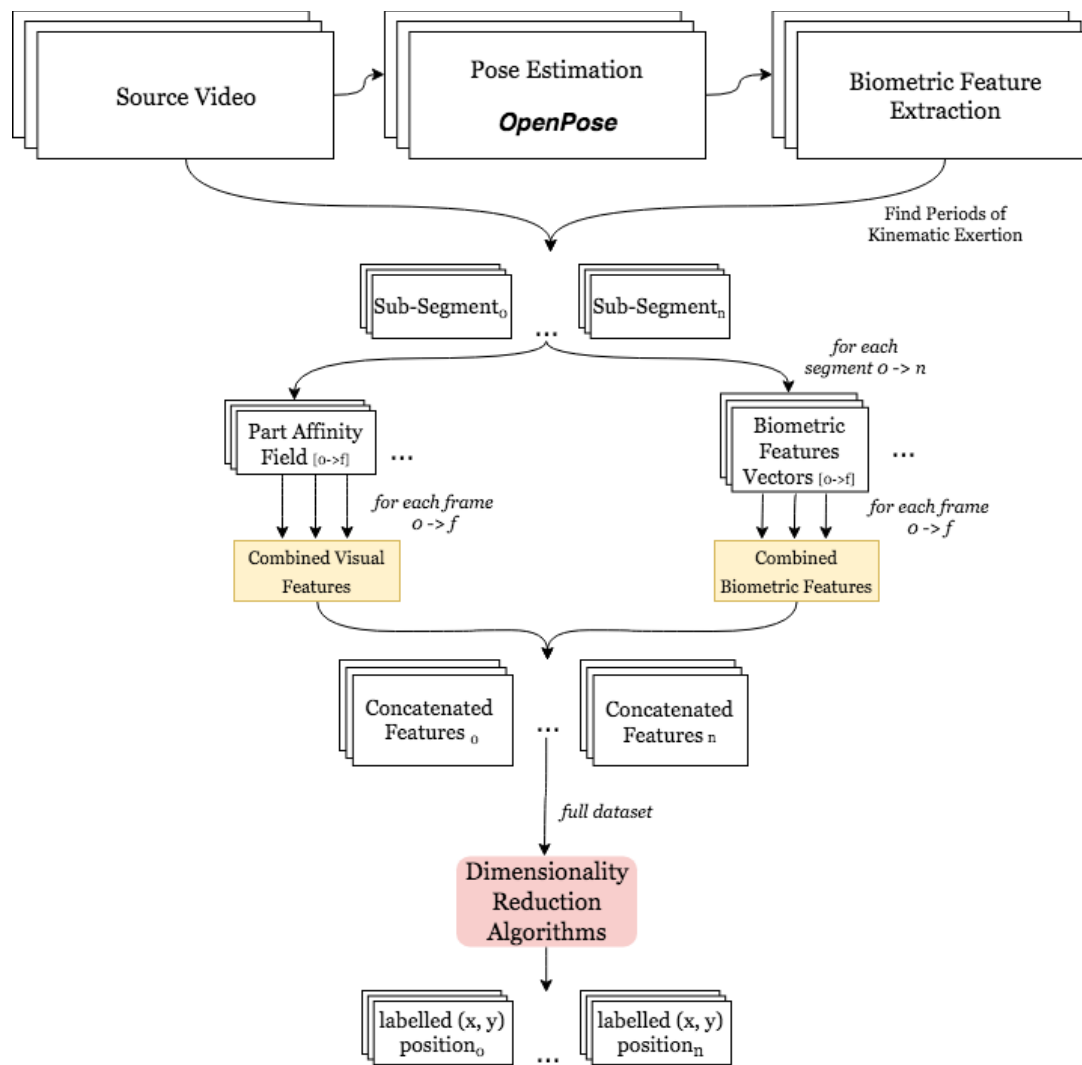 Source Video
Pose Estimation
OpenPose
Biometric Feature
Extraction
Find Periods of
Kinematic Exertion
Sub-Segment₀
...
Sub-Segmentₙ
for each
segment 0 -> n
Part Affinity
Field [0->f]
...
Biometric
Features
Vectors [0->f]
...
for each frame
0 -> f
for each frame
0 -> f
Combined Visual
Features
Combined
Biometric Features
Concatenated
Features ₀
...
Concatenated
Features ₙ
full dataset
Dimensionality
Reduction
Algorithms
labelled (x, y)
position₀
...
labelled (x, y)
positionₙ